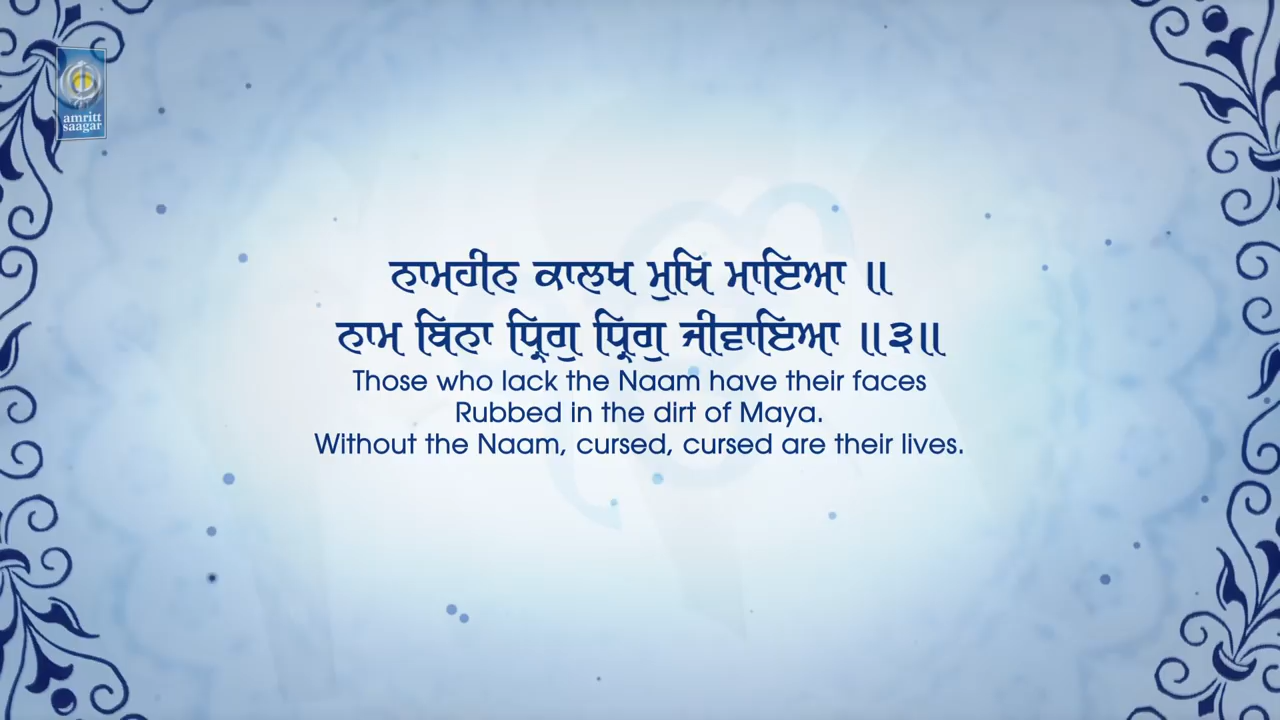 amritt
saagar
ਨਾਮਹੀਨ ਕਾਲਖ ਮੁਖਿ ਮਾਇਆ ॥
ਨਾਮ ਬਿਨਾ ਧ੍ਰਿਗੁ ਧ੍ਰਿਗੁ ਜੀਵਾਇਆ ॥੩॥
Those who lack the Naam have their faces
Rubbed in the dirt of Maya.
Without the Naam, cursed, cursed are their lives.